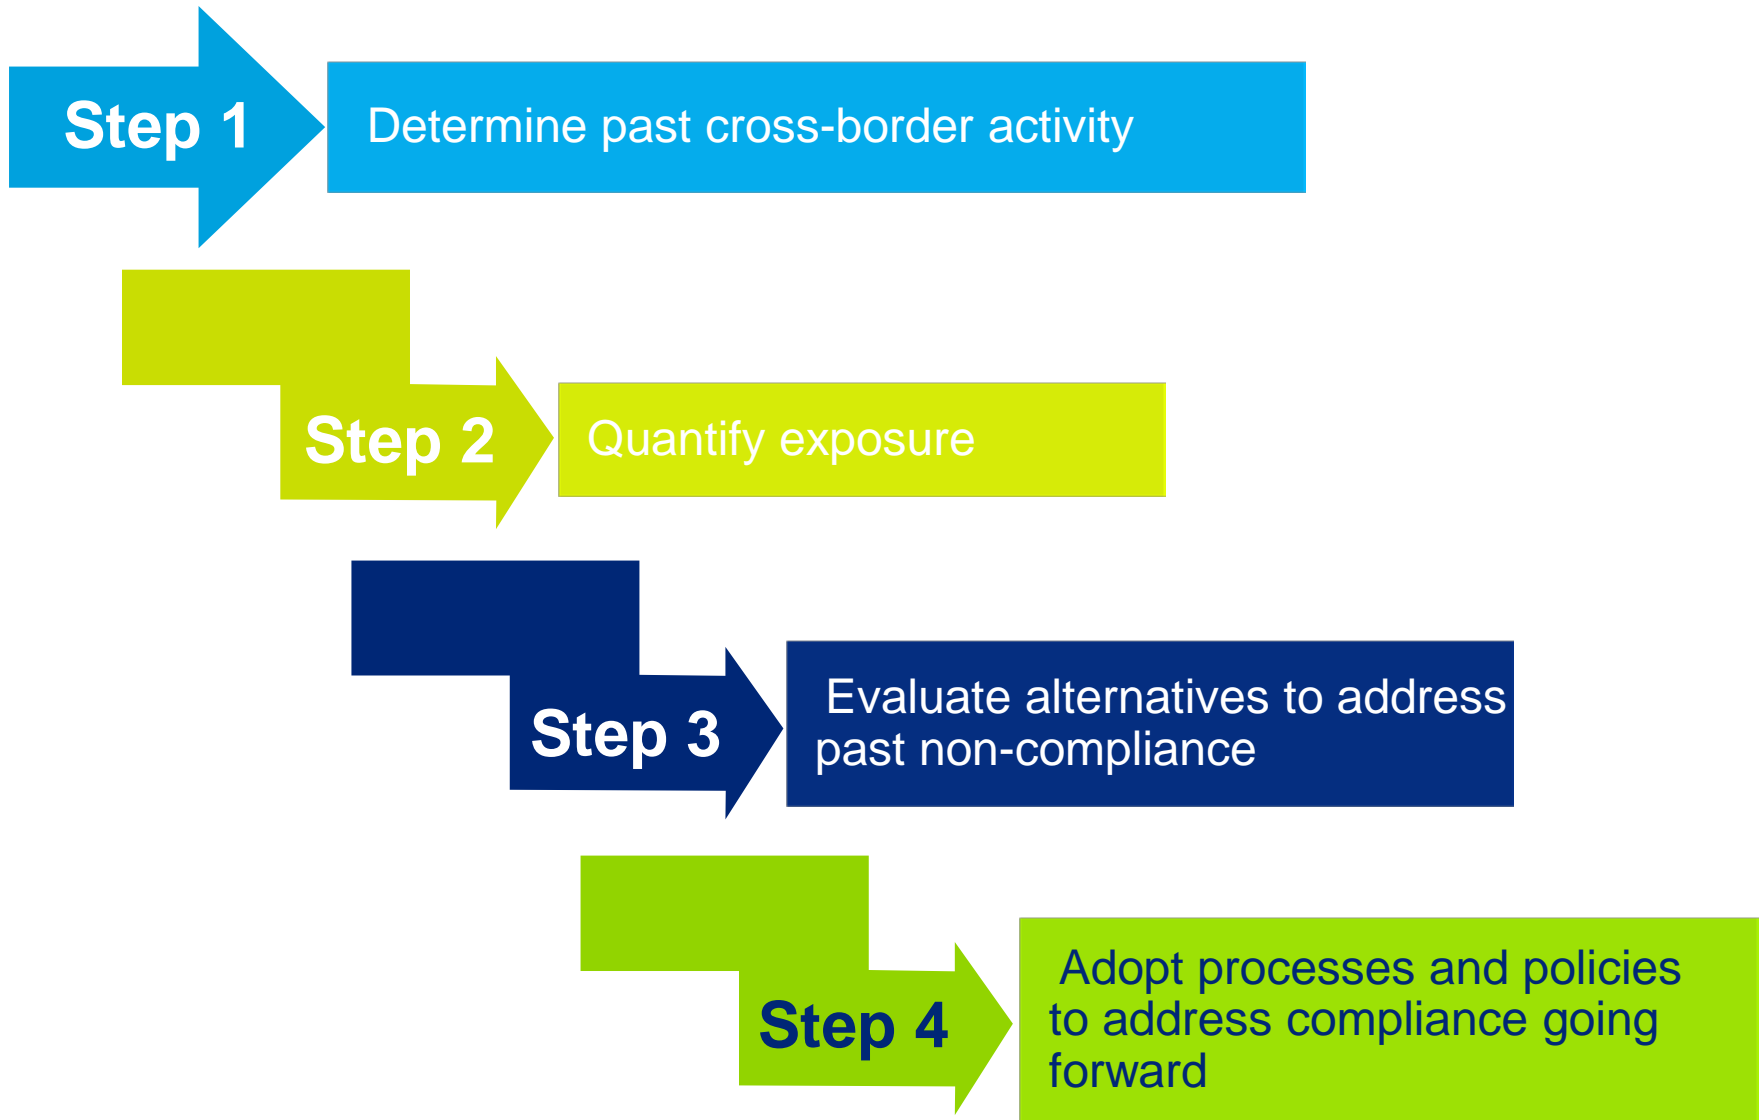 Step 1
Determine past cross-border activity
Step 2
Quantify exposure
Step 3
Evaluate alternatives to address
past non-compliance
Step 4
Adopt processes and policies
to address compliance going
forward